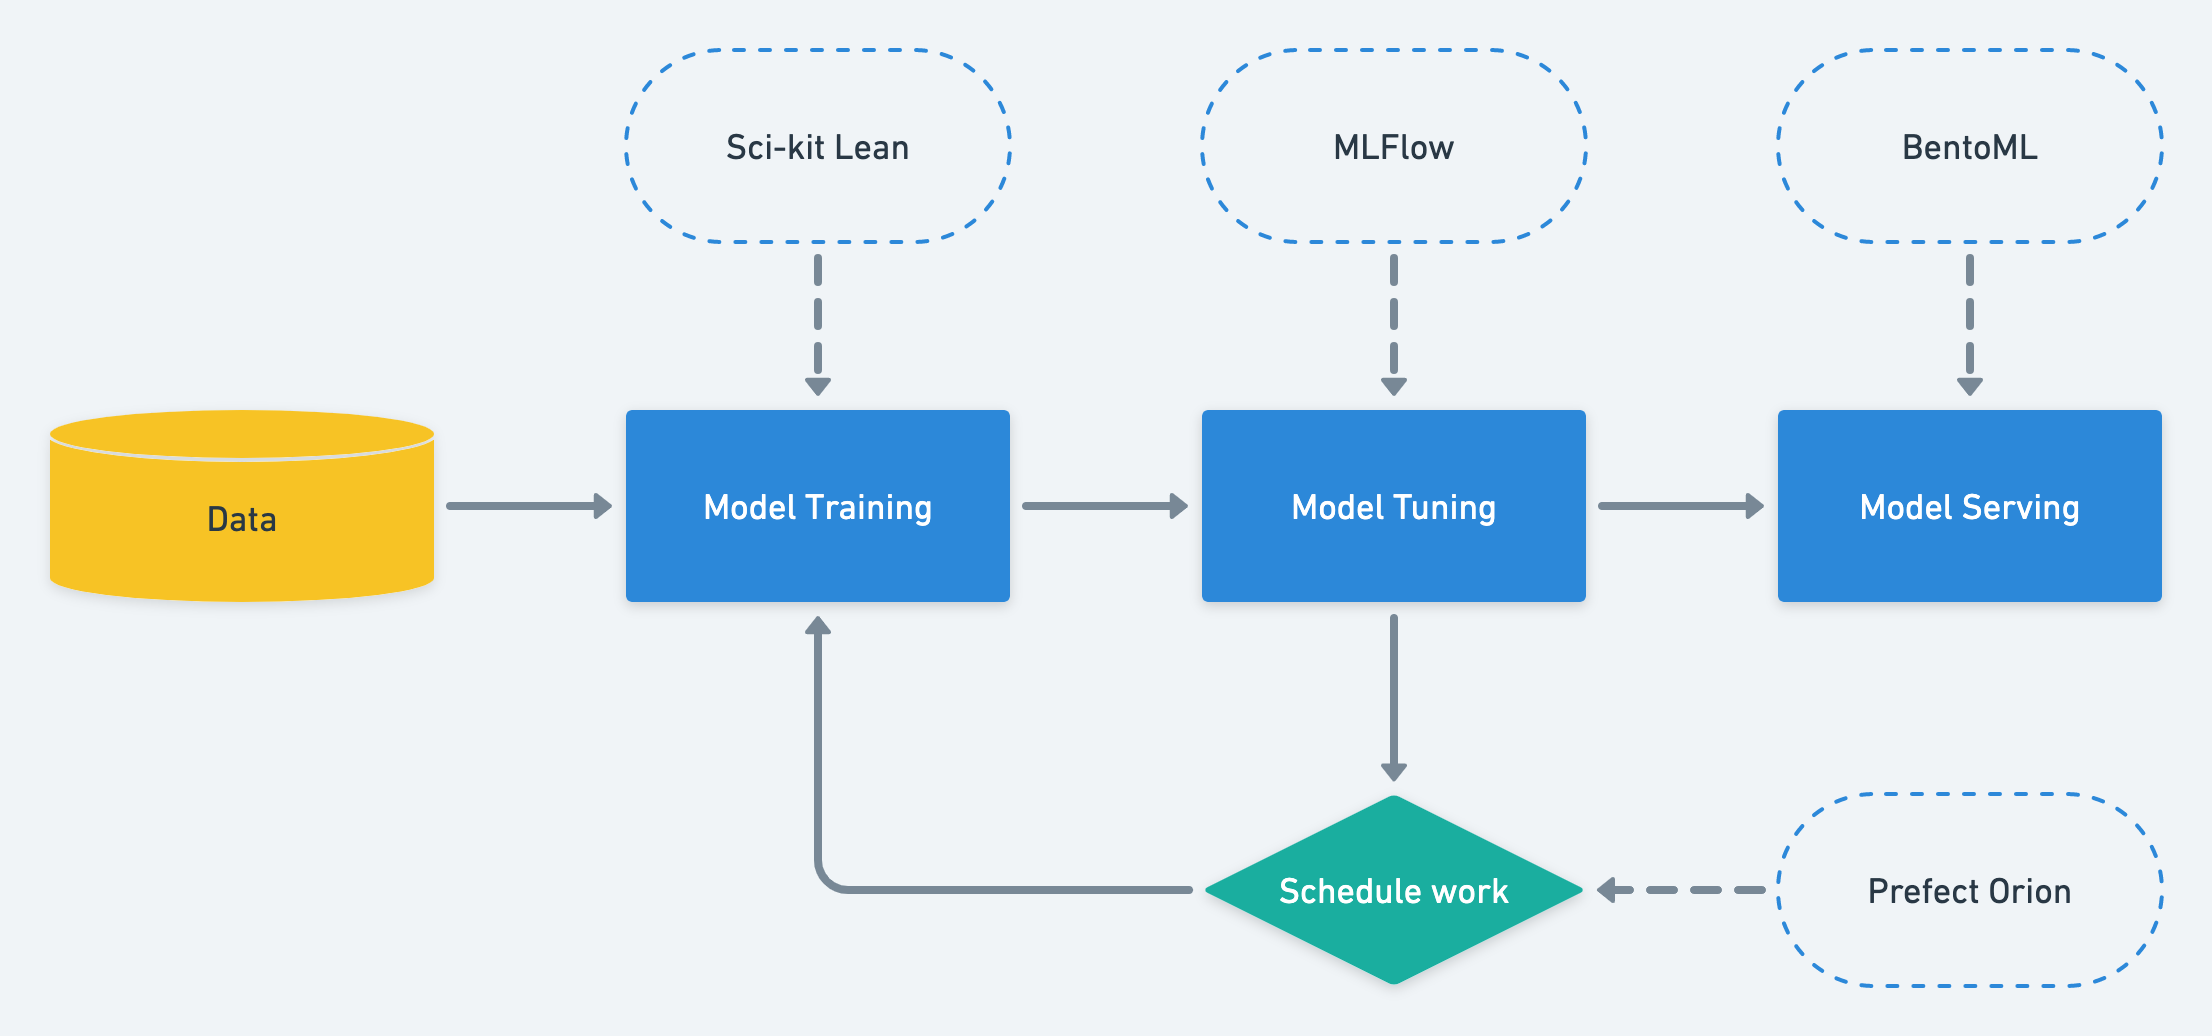 Sci-kit Lean
MLFlow
BentoML
Data
Model Training
Model Tuning
Model Serving
Schedule work
Prefect Orion